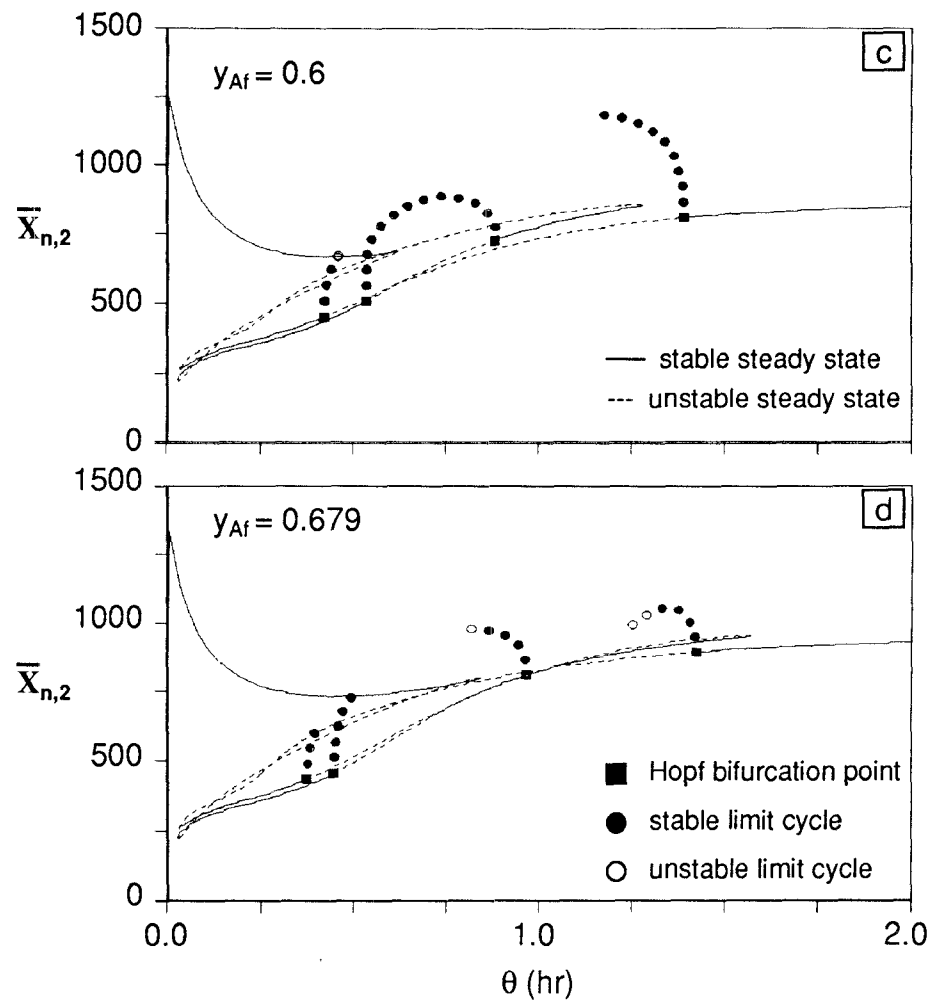 1500
c
y_Af = 0.6
1000
X̅_n,2
500
stable steady state
unstable steady state
0
1500
d
y_Af = 0.679
1000
X̅_n,2
500
Hopf bifurcation point
stable limit cycle
unstable limit cycle
0
0.0 1.0 2.0
θ (hr)